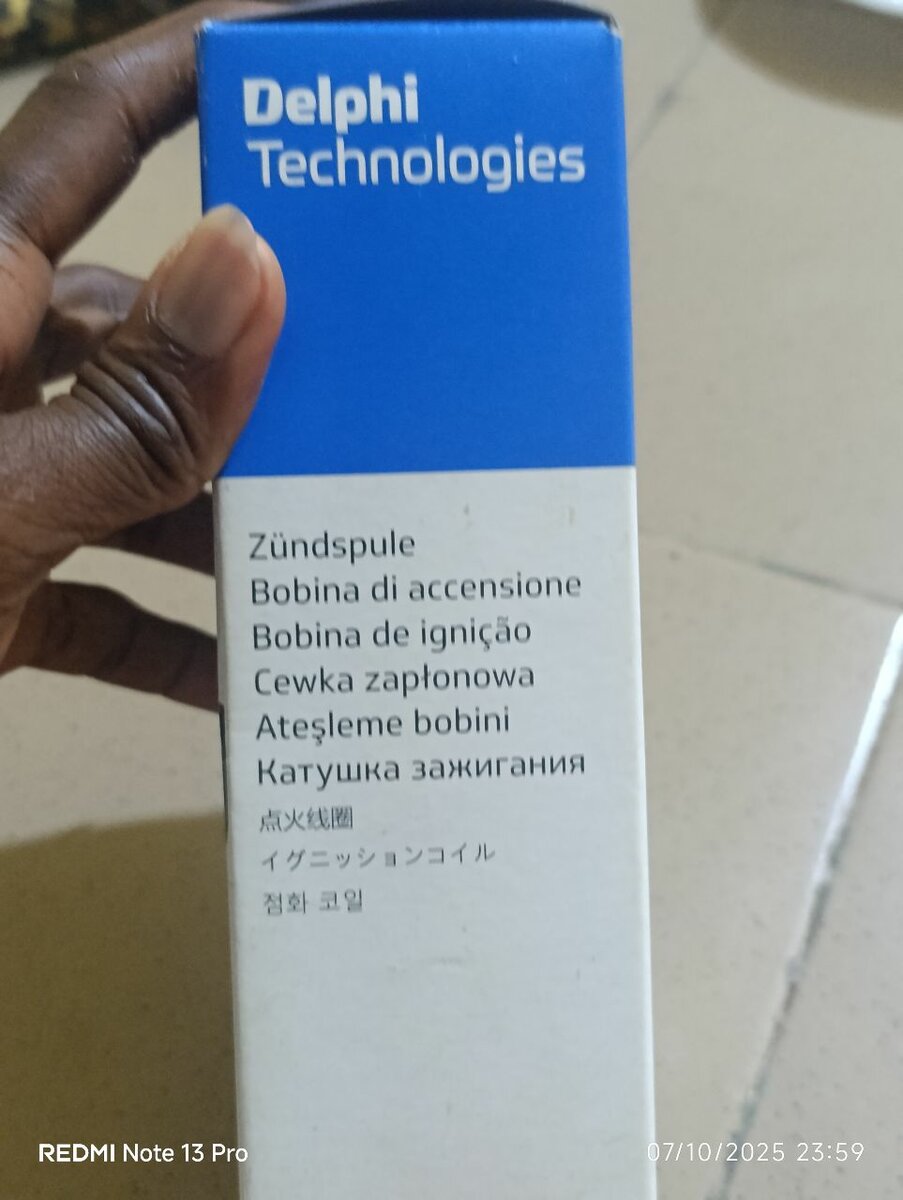 Delphi
Technologies
Zündspule
Bobina di accensione
Bobina de ignição
Cewka zapłonowa
Ateşleme bobini
Катушка зажигания
点火线圈
イグニッションコイル
점화 코일
REDMI Note 13 Pro
07/10/2025 23:59